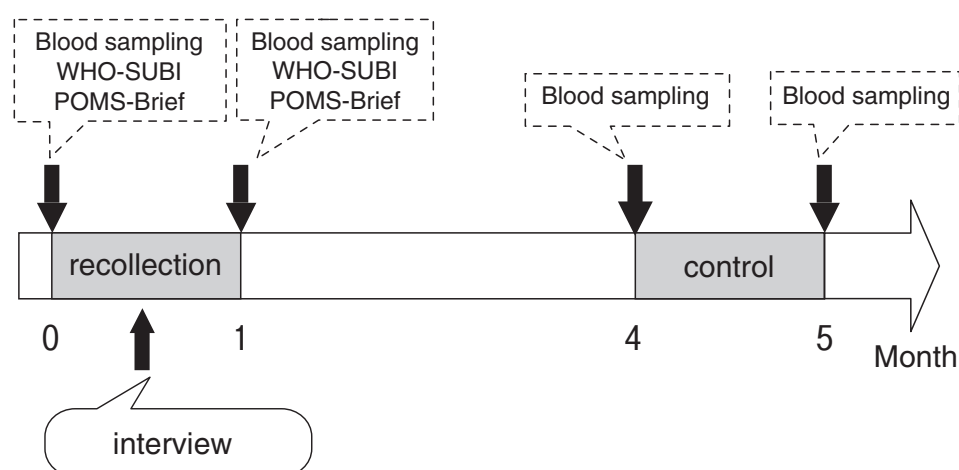 Blood sampling
WHO-SUBI
POMS-Brief
Blood sampling
WHO-SUBI
POMS-Brief
Blood sampling
Blood sampling
recollection
control
0
1
4
5
Month
interview